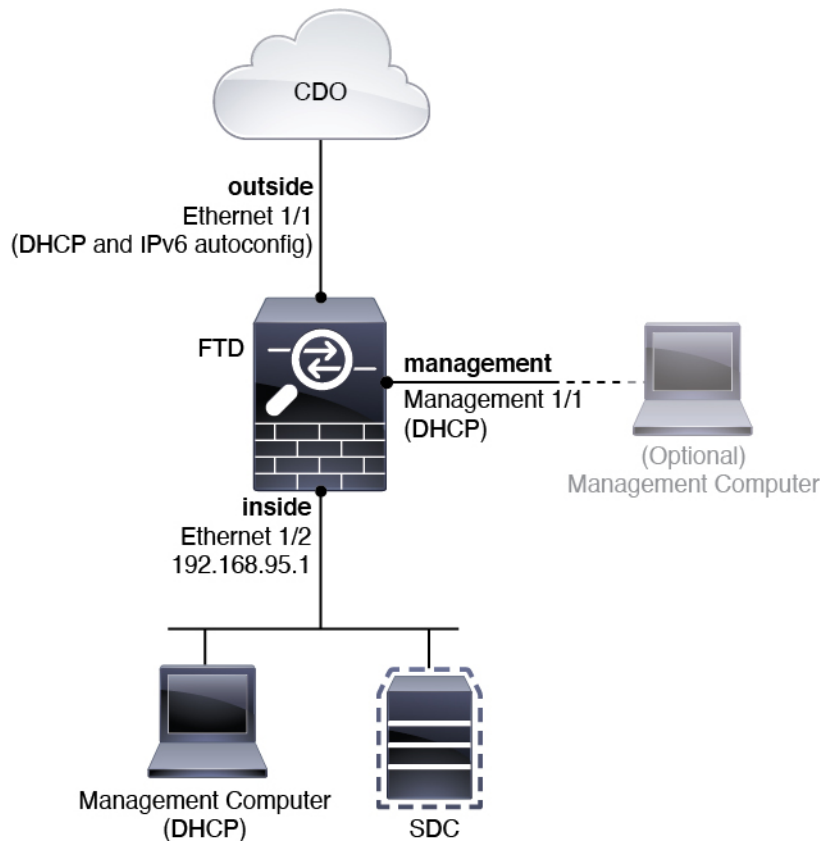 CDO
outside
Ethernet 1/1
(DHCP and IPv6 autoconfig)
FTD
management
Management 1/1
(DHCP)
(Optional)
Management Computer
inside
Ethernet 1/2
192.168.95.1
Management Computer
(DHCP)
SDC